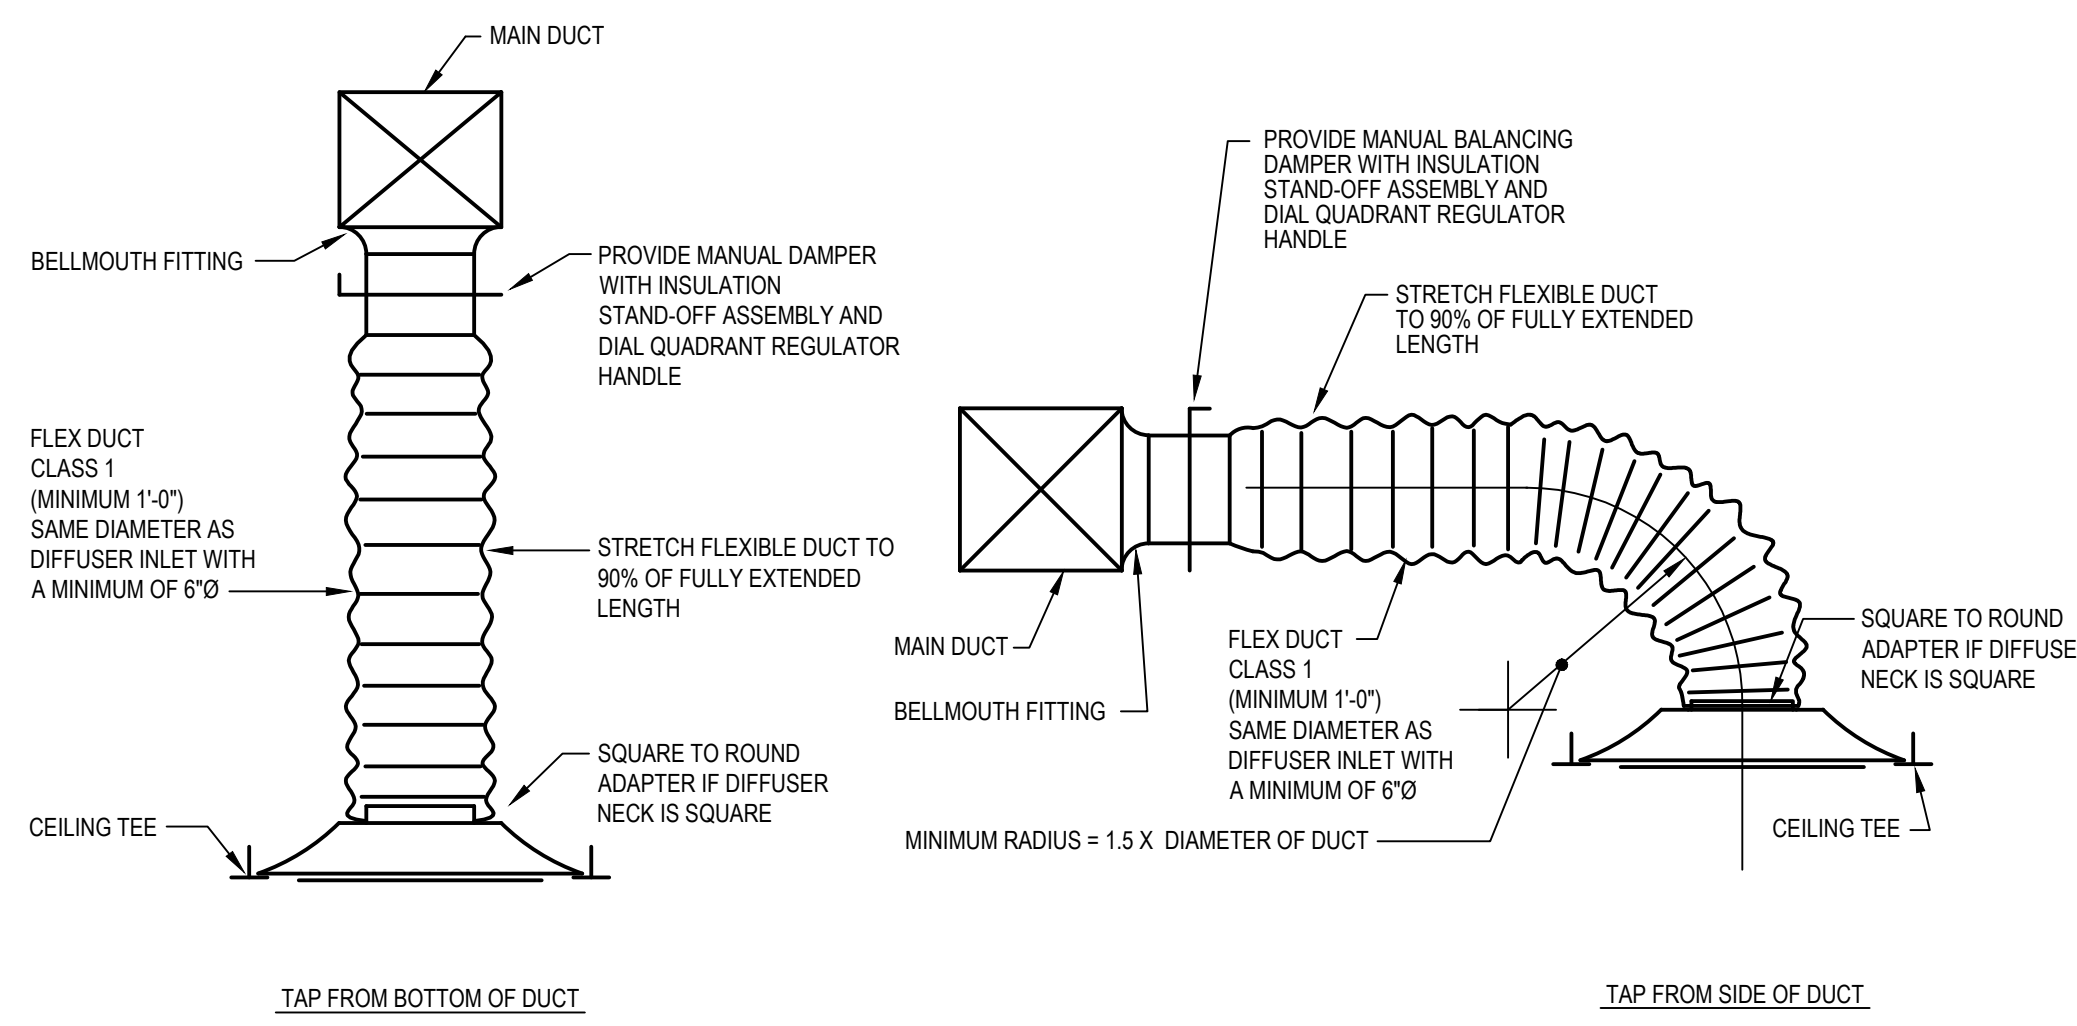 MAIN DUCT
BELLMOUTH FITTING
PROVIDE MANUAL DAMPER
WITH INSULATION
STAND-OFF ASSEMBLY AND
DIAL QUADRANT REGULATOR
HANDLE
FLEX DUCT
CLASS 1
(MINIMUM 1'-0")
SAME DIAMETER AS
DIFFUSER INLET WITH
A MINIMUM OF 6"Ø
STRETCH FLEXIBLE DUCT TO
90% OF FULLY EXTENDED
LENGTH
SQUARE TO ROUND
ADAPTER IF DIFFUSER
NECK IS SQUARE
CEILING TEE
TAP FROM BOTTOM OF DUCT
PROVIDE MANUAL BALANCING
DAMPER WITH INSULATION
STAND-OFF ASSEMBLY AND
DIAL QUADRANT REGULATOR
HANDLE
STRETCH FLEXIBLE DUCT
TO 90% OF FULLY EXTENDED
LENGTH
MAIN DUCT
BELLMOUTH FITTING
FLEX DUCT
CLASS 1
(MINIMUM 1'-0")
SAME DIAMETER AS
DIFFUSER INLET WITH
A MINIMUM OF 6"Ø
SQUARE TO ROUND
ADAPTER IF DIFFUSE
NECK IS SQUARE
MINIMUM RADIUS = 1.5 X DIAMETER OF DUCT
CEILING TEE
TAP FROM SIDE OF DUCT